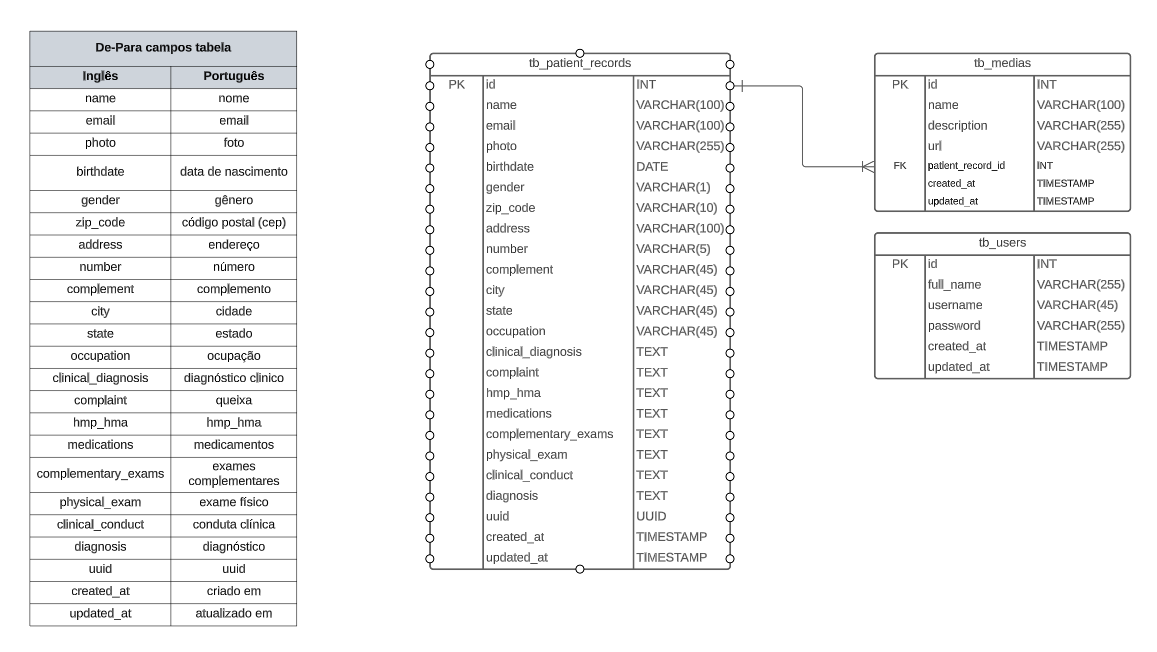 De-Para campos tabela
Inglês Português
name nome
email email
photo foto
birthdate data de nascimento
gender gênero
zip_code código postal (cep)
address endereço
number número
complement complemento
city cidade
state estado
occupation ocupação
clinical_diagnosis diagnóstico clinico
complaint queixa
hmp_hma hmp_hma
medications medicamentos
complementary_exams exames complementares
physical_exam exame físico
clinical_conduct conduta clínica
diagnosis diagnóstico
uuid uuid
created_at criado em
updated_at atualizado em
tb_patient_records
PK id INT
name VARCHAR(100)
email VARCHAR(100)
photo VARCHAR(255)
birthdate DATE
gender VARCHAR(1)
zip_code VARCHAR(10)
address VARCHAR(100)
number VARCHAR(5)
complement VARCHAR(45)
city VARCHAR(45)
state VARCHAR(45)
occupation VARCHAR(45)
clinical_diagnosis TEXT
complaint TEXT
hmp_hma TEXT
medications TEXT
complementary_exams TEXT
physical_exam TEXT
clinical_conduct TEXT
diagnosis TEXT
uuid UUID
created_at TIMESTAMP
updated_at TIMESTAMP
tb_medias
PK id INT
name VARCHAR(100)
description VARCHAR(255)
url VARCHAR(255)
FK patient_record_id INT
created_at TIMESTAMP
updated_at TIMESTAMP
tb_users
PK id INT
full_name VARCHAR(255)
username VARCHAR(45)
password VARCHAR(255)
created_at TIMESTAMP
updated_at TIMESTAMP